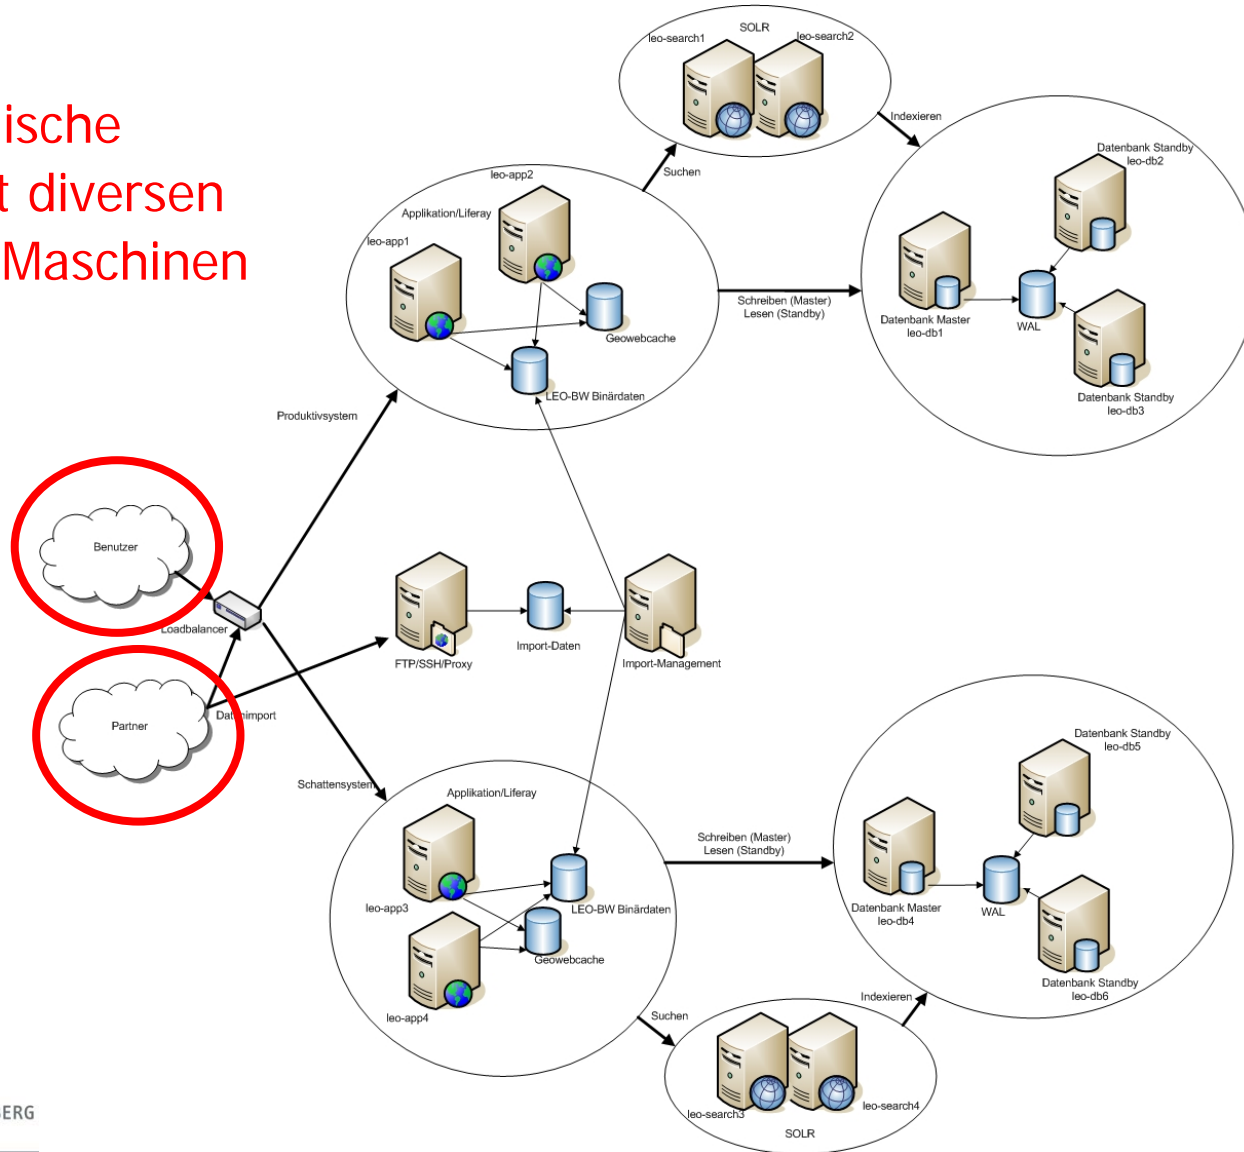 ische
t diversen
Maschinen
SOLR
leo-search1
leo-search2
Indexieren
Suchen
leo-app2
Applikation/Liferay
leo-app1
Geowebcache
LEO-BW Binärdaten
Schreiben (Master)
Lesen (Standby)
Datenbank Standby
leo-db2
Datenbank Master
leo-db1
WAL
Datenbank Standby
leo-db3
Produktivsystem
Benutzer
Loadbalancer
FTP/SSH/Proxy
Import-Daten
Import-Management
Partner
Datenimport
Schattensystem
Applikation/Liferay
leo-app3
LEO-BW Binärdaten
Geowebcache
leo-app4
Schreiben (Master)
Lesen (Standby)
Datenbank Standby
leo-db5
Datenbank Master
leo-db4
WAL
Datenbank Standby
leo-db6
Indexieren
Suchen
leo-search3
leo-search4
SOLR
BERG